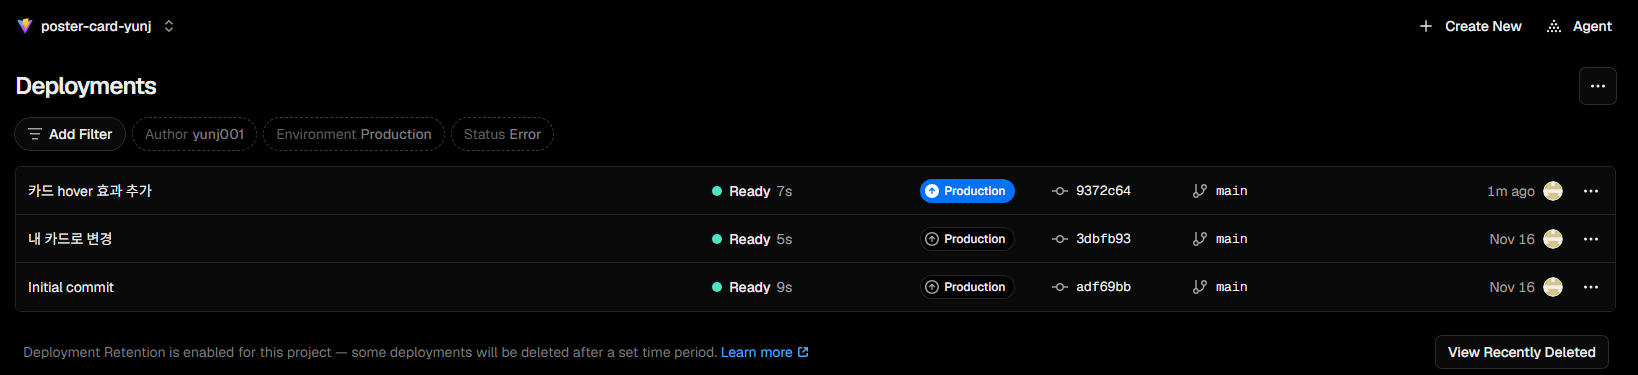 poster-card-yunj
Create New
Agent
Deployments
Add Filter
Author yunj001
Environment Production
Status Error
카드 hover 효과 추가 Ready 7s Production 9372c64 main 1m ago
내 카드로 변경 Ready 5s Production 3dbfb93 main Nov 16
Initial commit Ready 9s Production adf69bb main Nov 16
Deployment Retention is enabled for this project — some deployments will be deleted after a set time period. Learn more
View Recently Deleted